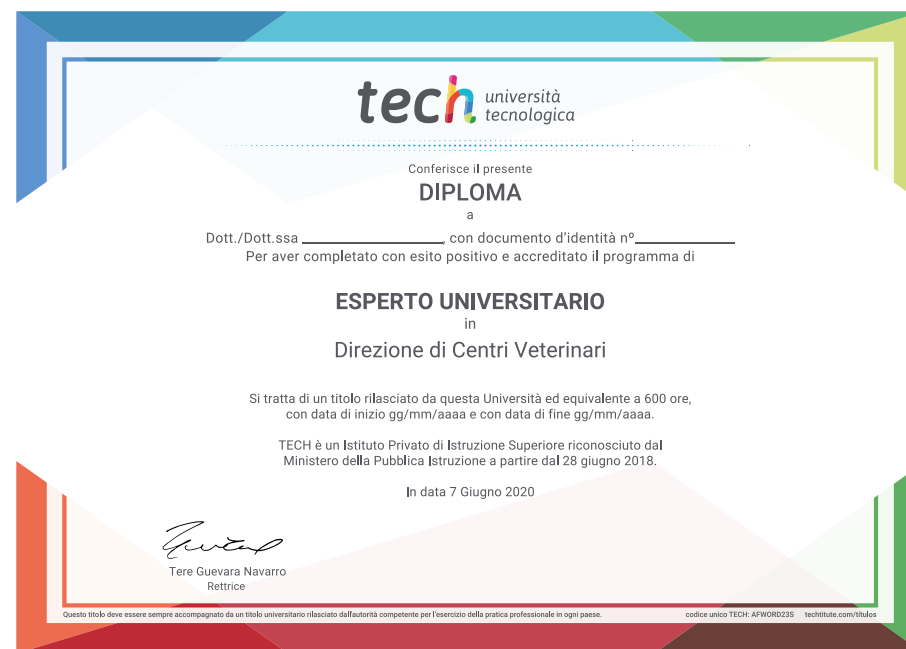 tech università
tecnologica
Conferisce il presente
DIPLOMA
a
Dott./Dott.ssa ________________, con documento d'identità nº____________
Per aver completato con esito positivo e accreditato il programma di
ESPERTO UNIVERSITARIO
in
Direzione di Centri Veterinari
Si tratta di un titolo rilasciato da questa Università ed equivalente a 600 ore,
con data di inizio gg/mm/aaaa e con data di fine gg/mm/aaaa.
TECH è un Istituto Privato di Istruzione Superiore riconosciuto dal
Ministero della Pubblica Istruzione a partire dal 28 giugno 2018.
In data 7 Giugno 2020
Tere Guevara Navarro
Rettrice
Questo titolo deve essere sempre accompagnato da un titolo universitario rilasciato dall'autorità competente per l'esercizio della pratica professionale in ogni paese. codice unico TECH: AFWORD23S techtitute.com/titulos